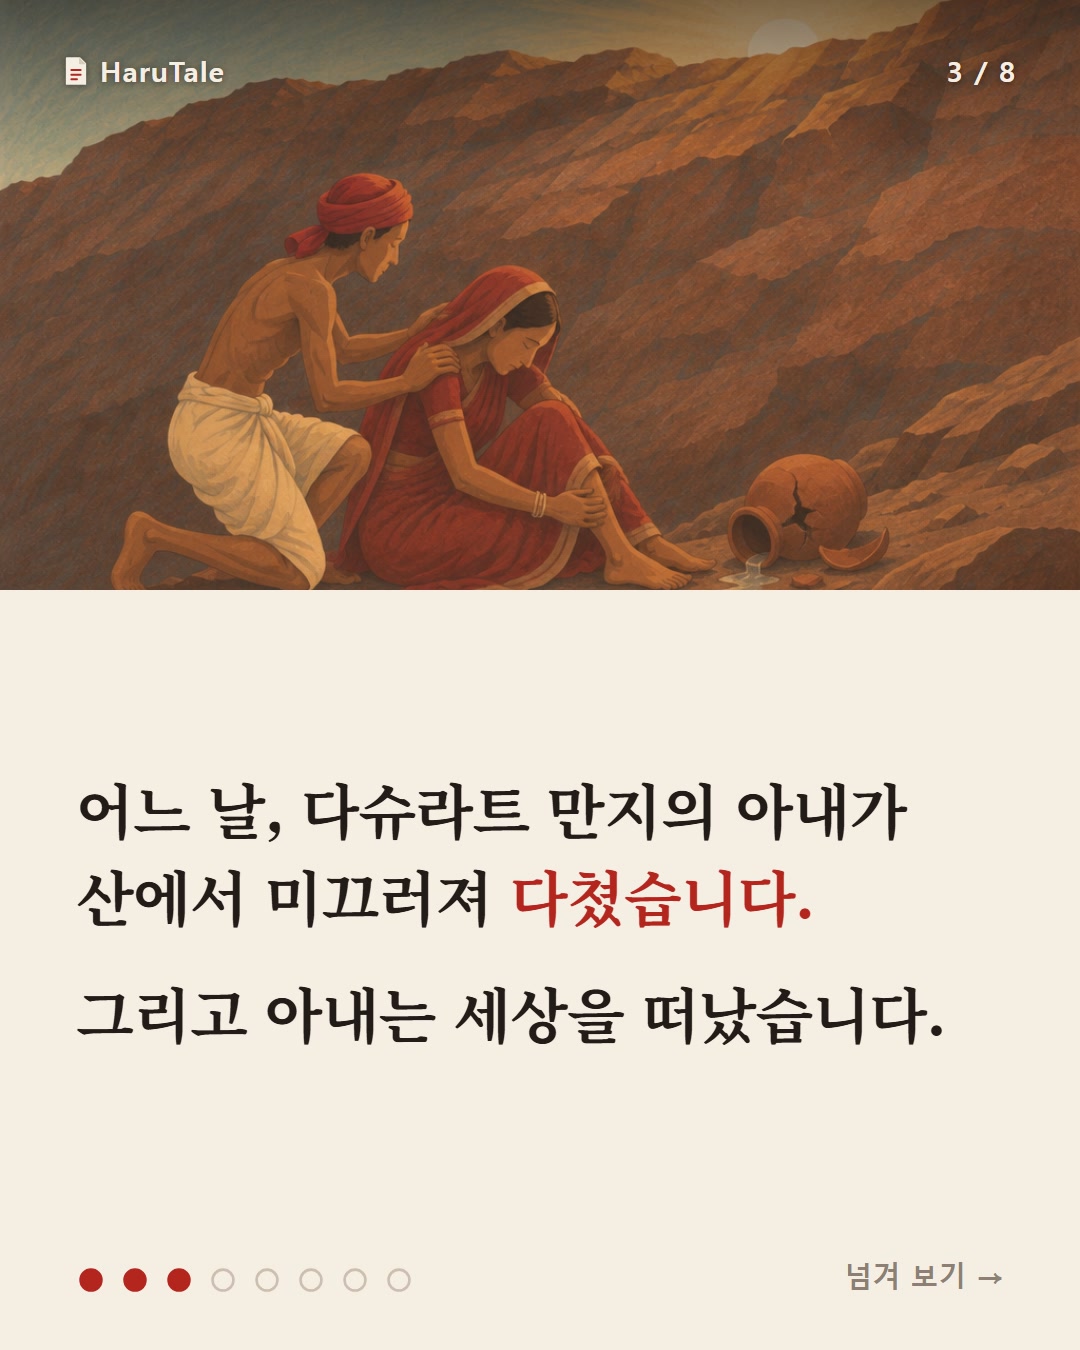 HaruTale
3 / 8
어느 날, 다슈라트 만지의 아내가
산에서 미끄러져 다쳤습니다.
그리고 아내는 세상을 떠났습니다.
넘겨 보기 →